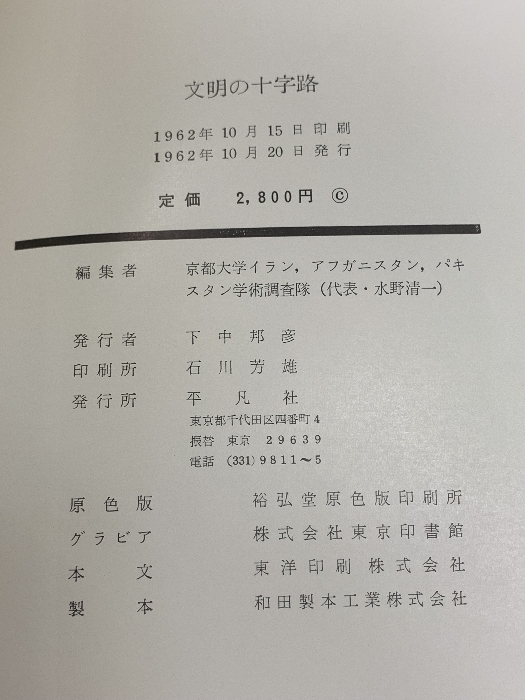 文明の十字路
1962年 10 月 15 日 印 刷
1962年 10 月 20 日 発 行
定 価 2,800円 ©
編 集 者 京都大学イラン，アフガニスタン，パキ
スタン学術調査隊（代表・水野清一）
発 行 者 下 中 邦 彦
印 刷 所 石 川 芳 雄
発 行 所 平 凡 社
東京都千代田区四番町 4
振替 東京 29639
電話 (331) 9811〜5
原 色 版 裕弘堂原色版印刷所
グ ラ ビ ア 株式会社東京印書館
本 文 東洋印刷 株式会社
製 本 和田製本工業株式会社